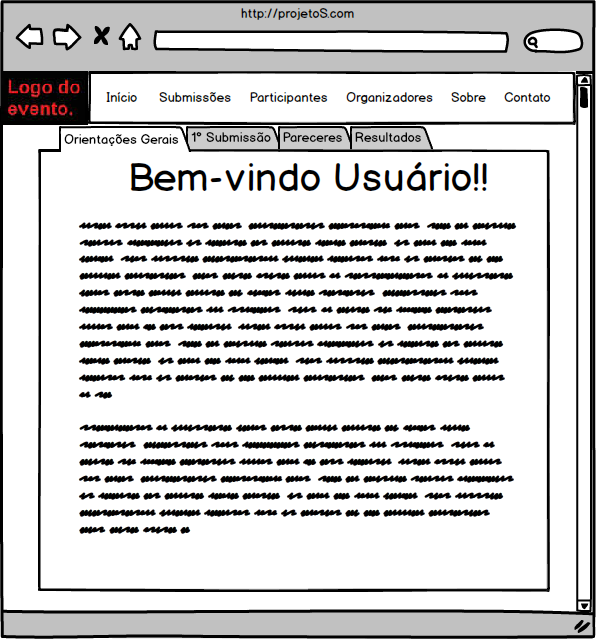 http://projetoS.com
Logo do
evento.
Início Submissões Participantes Organizadores Sobre Contato
Orientações Gerais 1º Submissão Pareceres Resultados
Bem-vindo Usuário!!